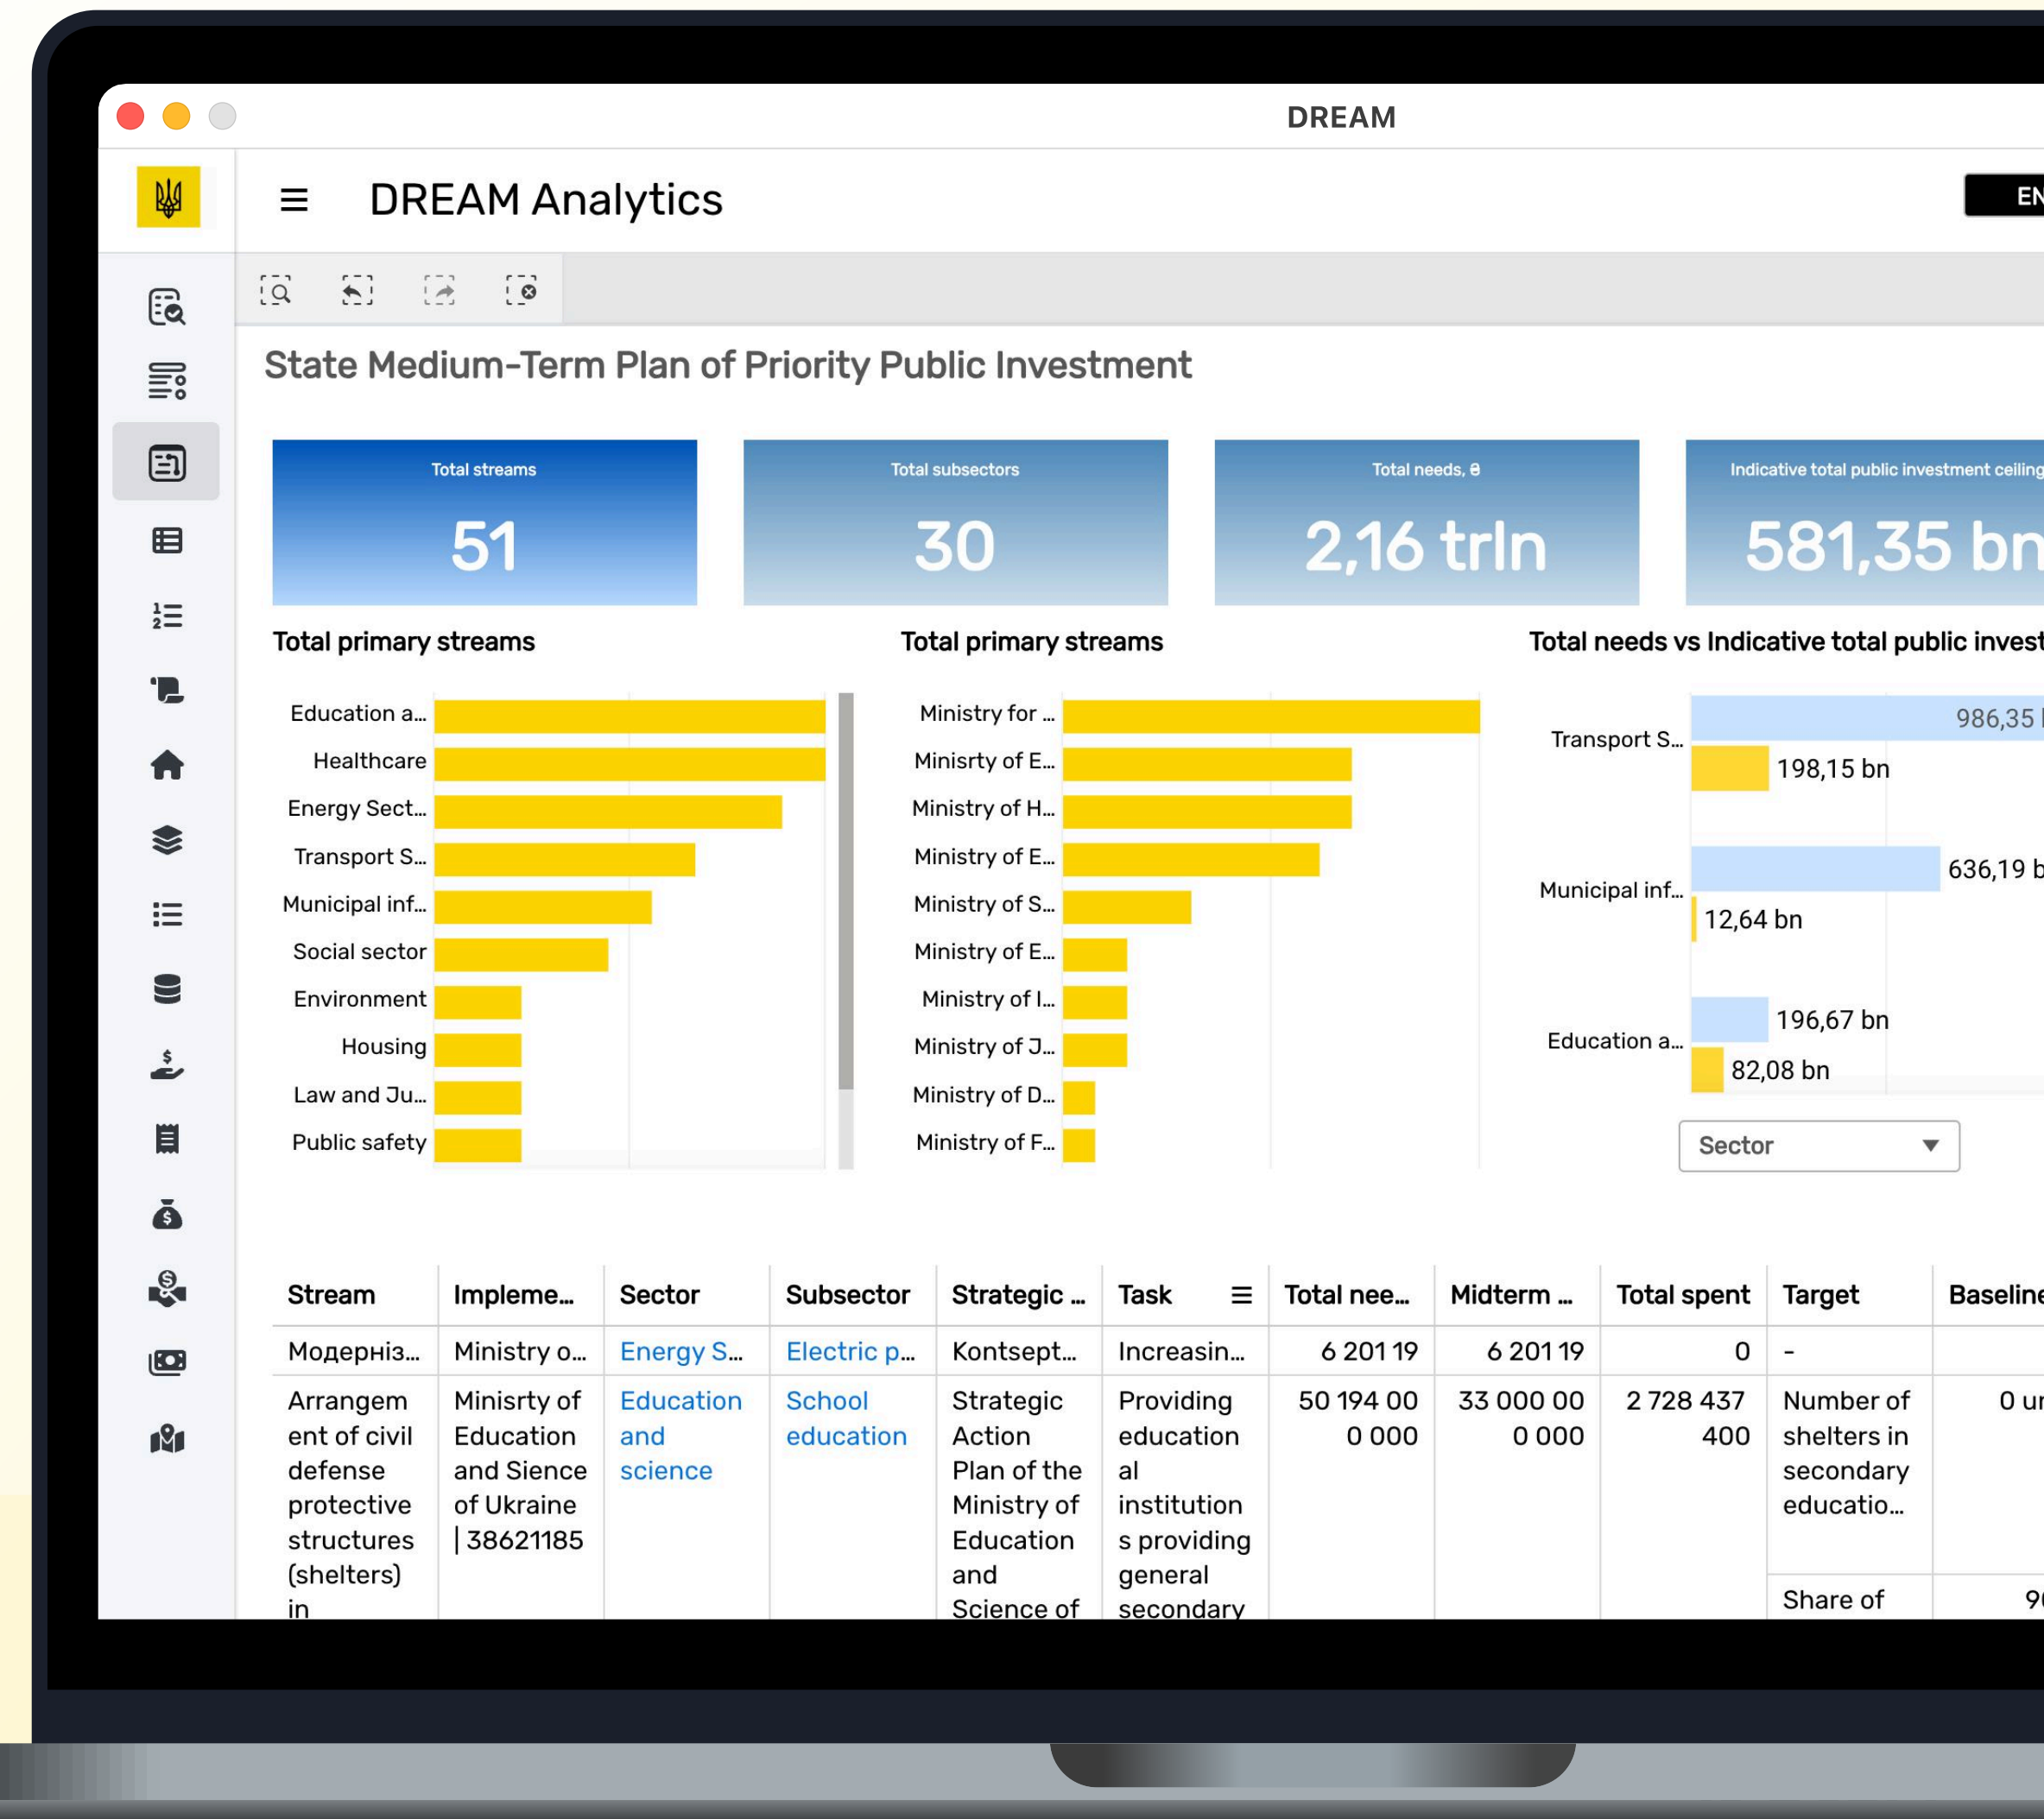 DREAM
DREAM Analytics
EN
State Medium-Term Plan of Priority Public Investment
Total streams
51
Total subsectors
30
Total needs, ₴
2,16 trln
Indicative total public investment ceiling
581,35 bn
Total primary streams
Education a...
Healthcare
Energy Sect...
Transport S...
Municipal inf...
Social sector
Environment
Housing
Law and Ju...
Public safety
Total primary streams
Ministry for ...
Minisrty of E...
Ministry of H...
Ministry of E...
Ministry of S...
Ministry of E...
Ministry of I...
Ministry of J...
Ministry of D...
Ministry of F...
Total needs vs Indicative total public invest
Transport S...
986,35
198,15 bn
Municipal inf...
636,19 b
12,64 bn
Education a...
196,67 bn
82,08 bn
Sector
Stream
Impleme...
Sector
Subsector
Strategic ...
Task
Total nee...
Midterm ...
Total spent
Target
Baseline
Модерніз...
Ministry o...
Energy S...
Electric p...
Kontsept...
Increasin...
6 201 19
6 201 19
0
-
Arrangem
ent of civil
defense
protective
structures
(shelters)
in
Minisrty of
Education
and Sience
of Ukraine
| 38621185
Education
and
science
School
education
Strategic
Action
Plan of the
Ministry of
Education
and
Science of
Providing
education
al
institution
s providing
general
secondary
50 194 00
0 000
33 000 00
0 000
2 728 437
400
Number of
shelters in
secondary
educatio...
0 u
Share of
9